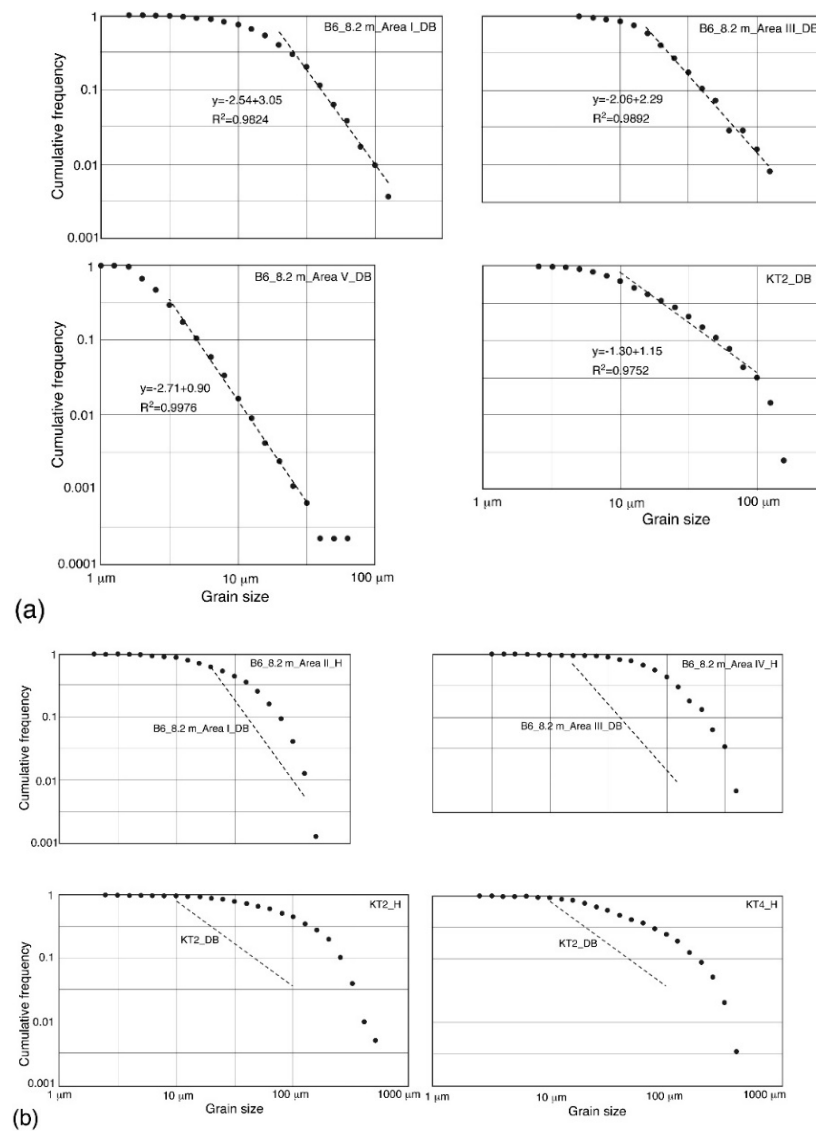 B6_8.2 m_Area I_DB
1
0.1
0.01
0.001
Cumulative frequency
y=-2.54+3.05
R²=0.9824
B6_8.2 m_Area III_DB
y=-2.06+2.29
R²=0.9892
B6_8.2 m_Area V_DB
1
0.1
0.01
0.001
0.0001
Cumulative frequency
y=-2.71+0.90
R²=0.9976
1 μm
10 μm
100 μm
Grain size
KT2_DB
y=-1.30+1.15
R²=0.9752
1 μm
10 μm
100 μm
Grain size
(a)
B6_8.2 m_Area II_H
1
0.1
0.01
0.001
Cumulative frequency
B6_8.2 m_Area I_DB
B6_8.2 m_Area IV_H
B6_8.2 m_Area III_DB
KT2_H
1
0.1
0.01
0.001
Cumulative frequency
KT2_DB
1 μm
10 μm
100 μm
1000 μm
Grain size
KT4_H
KT2_DB
1 μm
10 μm
100 μm
1000 μm
Grain size
(b)